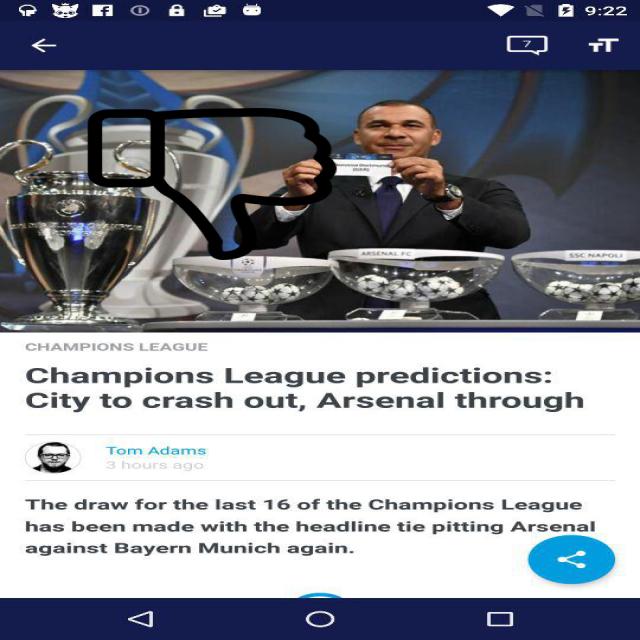 9:22
7
TT
ARSENAL FC
SSC NAPOLI
CHAMPIONS LEAGUE
Champions League predictions:
City to crash out, Arsenal through
Tom Adams
3 hours ago
The draw for the last 16 of the Champions League
has been made with the headline tie pitting Arsenal
against Bayern Munich again.